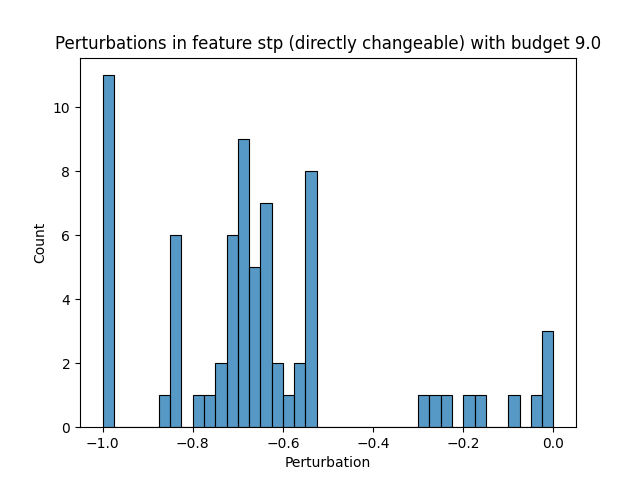 Perturbations in feature stp (directly changeable) with budget 9.0
10
8
6
4
2
0
Count
−1.0 −0.8 −0.6 −0.4 −0.2 0.0
Perturbation